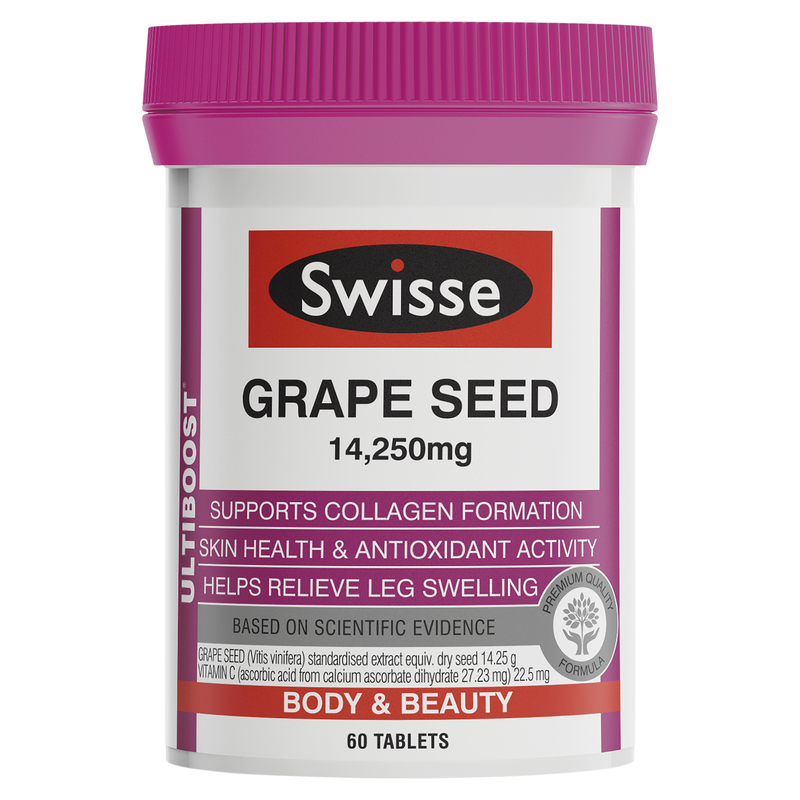 Swisse
GRAPE SEED
14,250mg
ULTIBOOST®
SUPPORTS COLLAGEN FORMATION
SKIN HEALTH & ANTIOXIDANT ACTIVITY
HELPS RELIEVE LEG SWELLING
PREMIUM QUALITY
FORMULA
BASED ON SCIENTIFIC EVIDENCE
GRAPE SEED (Vitis vinifera) standardised extract equiv. dry seed 14.25 g
VITAMIN C (ascorbic acid from calcium ascorbate dihydrate 27.23 mg) 22.5 mg
BODY & BEAUTY
60 TABLETS